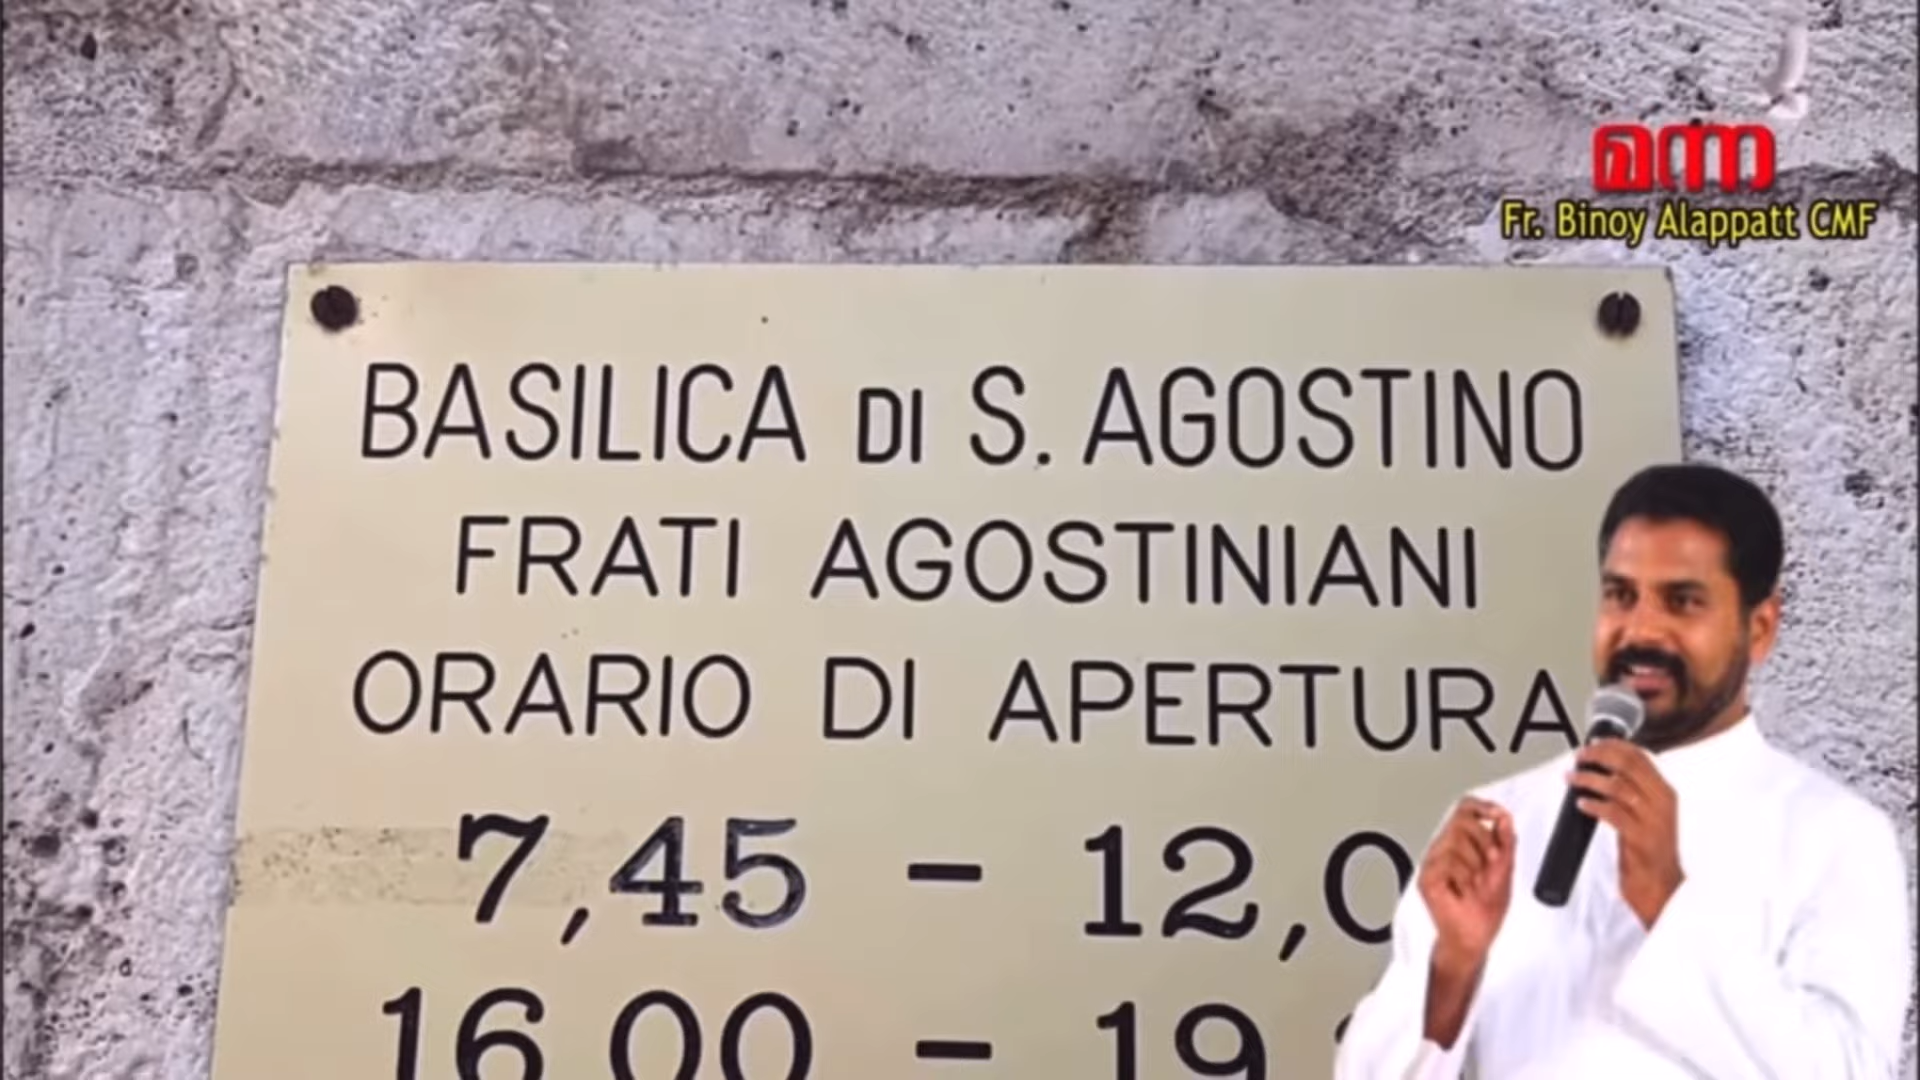 മന്ന
Fr. Binoy Alappatt CMF
BASILICA DI S. AGOSTINO
FRATI AGOSTINIANI
ORARIO DI APERTURA
7,45 - 12,0
16 00 - 19